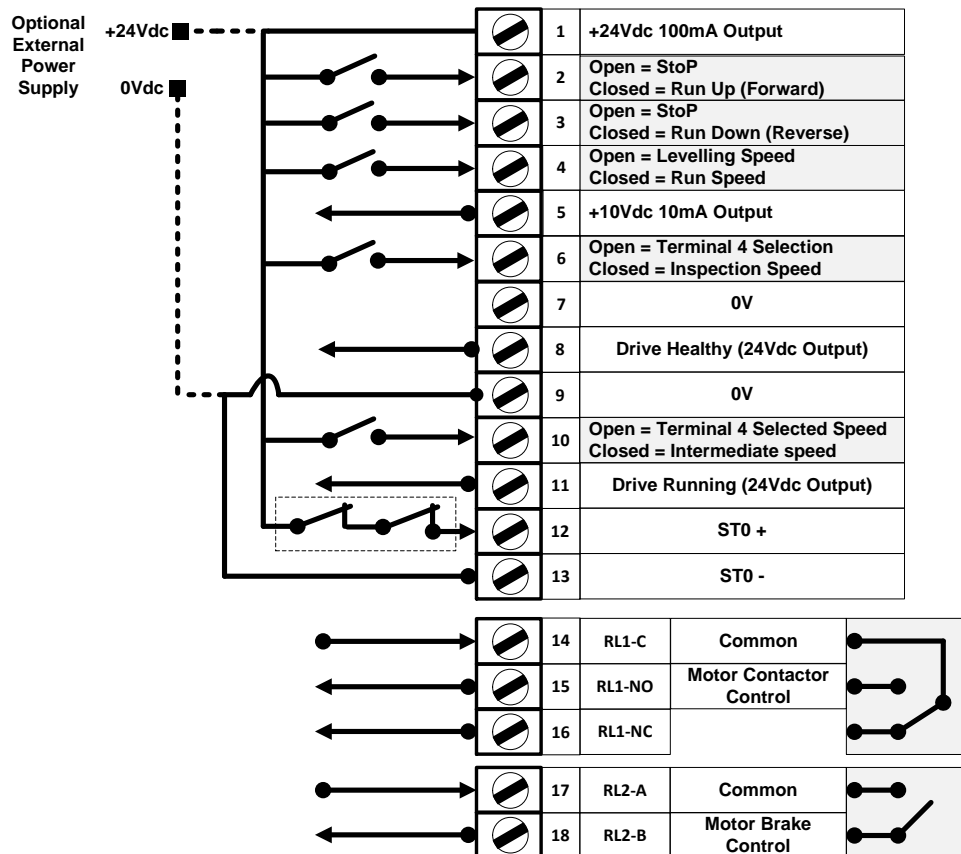 Optional
External
Power
Supply
+24Vdc
0Vdc
1 +24Vdc 100mA Output
2 Open = StoP
Closed = Run Up (Forward)
3 Open = StoP
Closed = Run Down (Reverse)
4 Open = Levelling Speed
Closed = Run Speed
5 +10Vdc 10mA Output
6 Open = Terminal 4 Selection
Closed = Inspection Speed
7 0V
8 Drive Healthy (24Vdc Output)
9 0V
10 Open = Terminal 4 Selected Speed
Closed = Intermediate speed
11 Drive Running (24Vdc Output)
12 ST0 +
13 ST0 -
14 RL1-C Common
15 RL1-NO Motor Contactor
Control
16 RL1-NC
17 RL2-A Common
18 RL2-B Motor Brake
Control